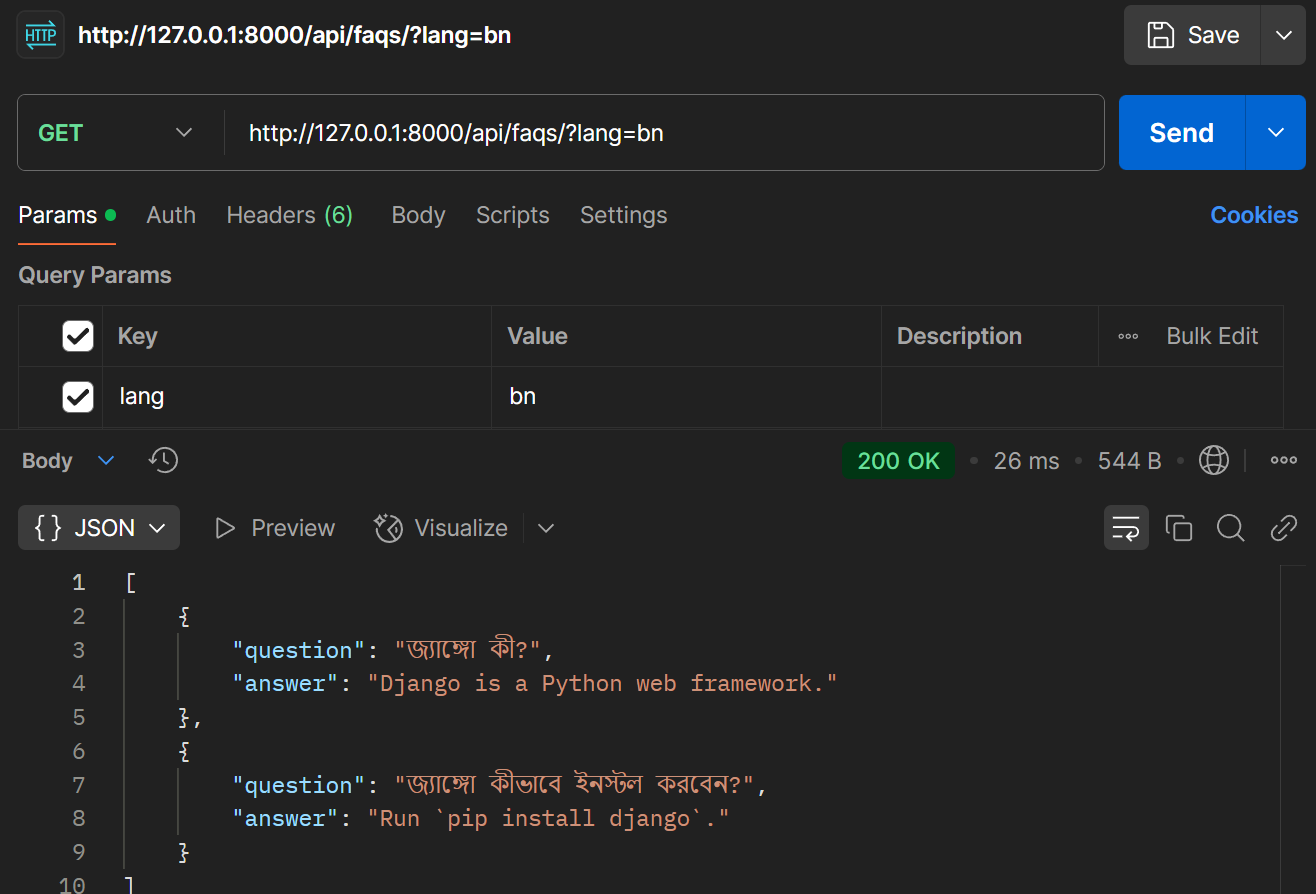 HTTP http://127.0.0.1:8000/api/faqs/?lang=bn Save
GET http://127.0.0.1:8000/api/faqs/?lang=bn Send
Params Auth Headers (6) Body Scripts Settings Cookies
Query Params
Key Value Description Bulk Edit
lang bn
Body 200 OK 26 ms 544 B
{} JSON Preview Visualize
1 [
2 {
3 "question": "জ্যাঙ্গো কী?",
4 "answer": "Django is a Python web framework."
5 },
6 {
7 "question": "জ্যাঙ্গো কীভাবে ইনস্টল করবেন?",
8 "answer": "Run `pip install django`."
9 }
10 ]